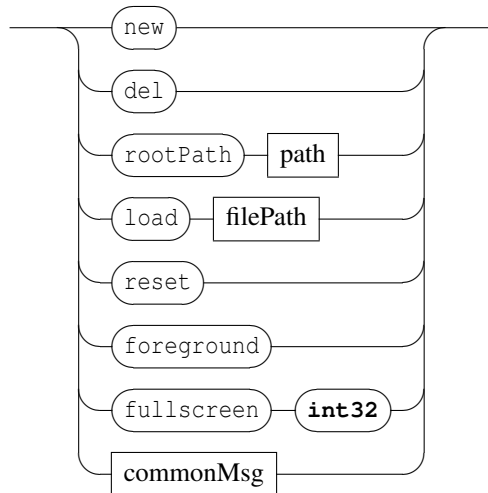 new
del
rootPath path
load filePath
reset
foreground
fullscreen int32
commonMsg